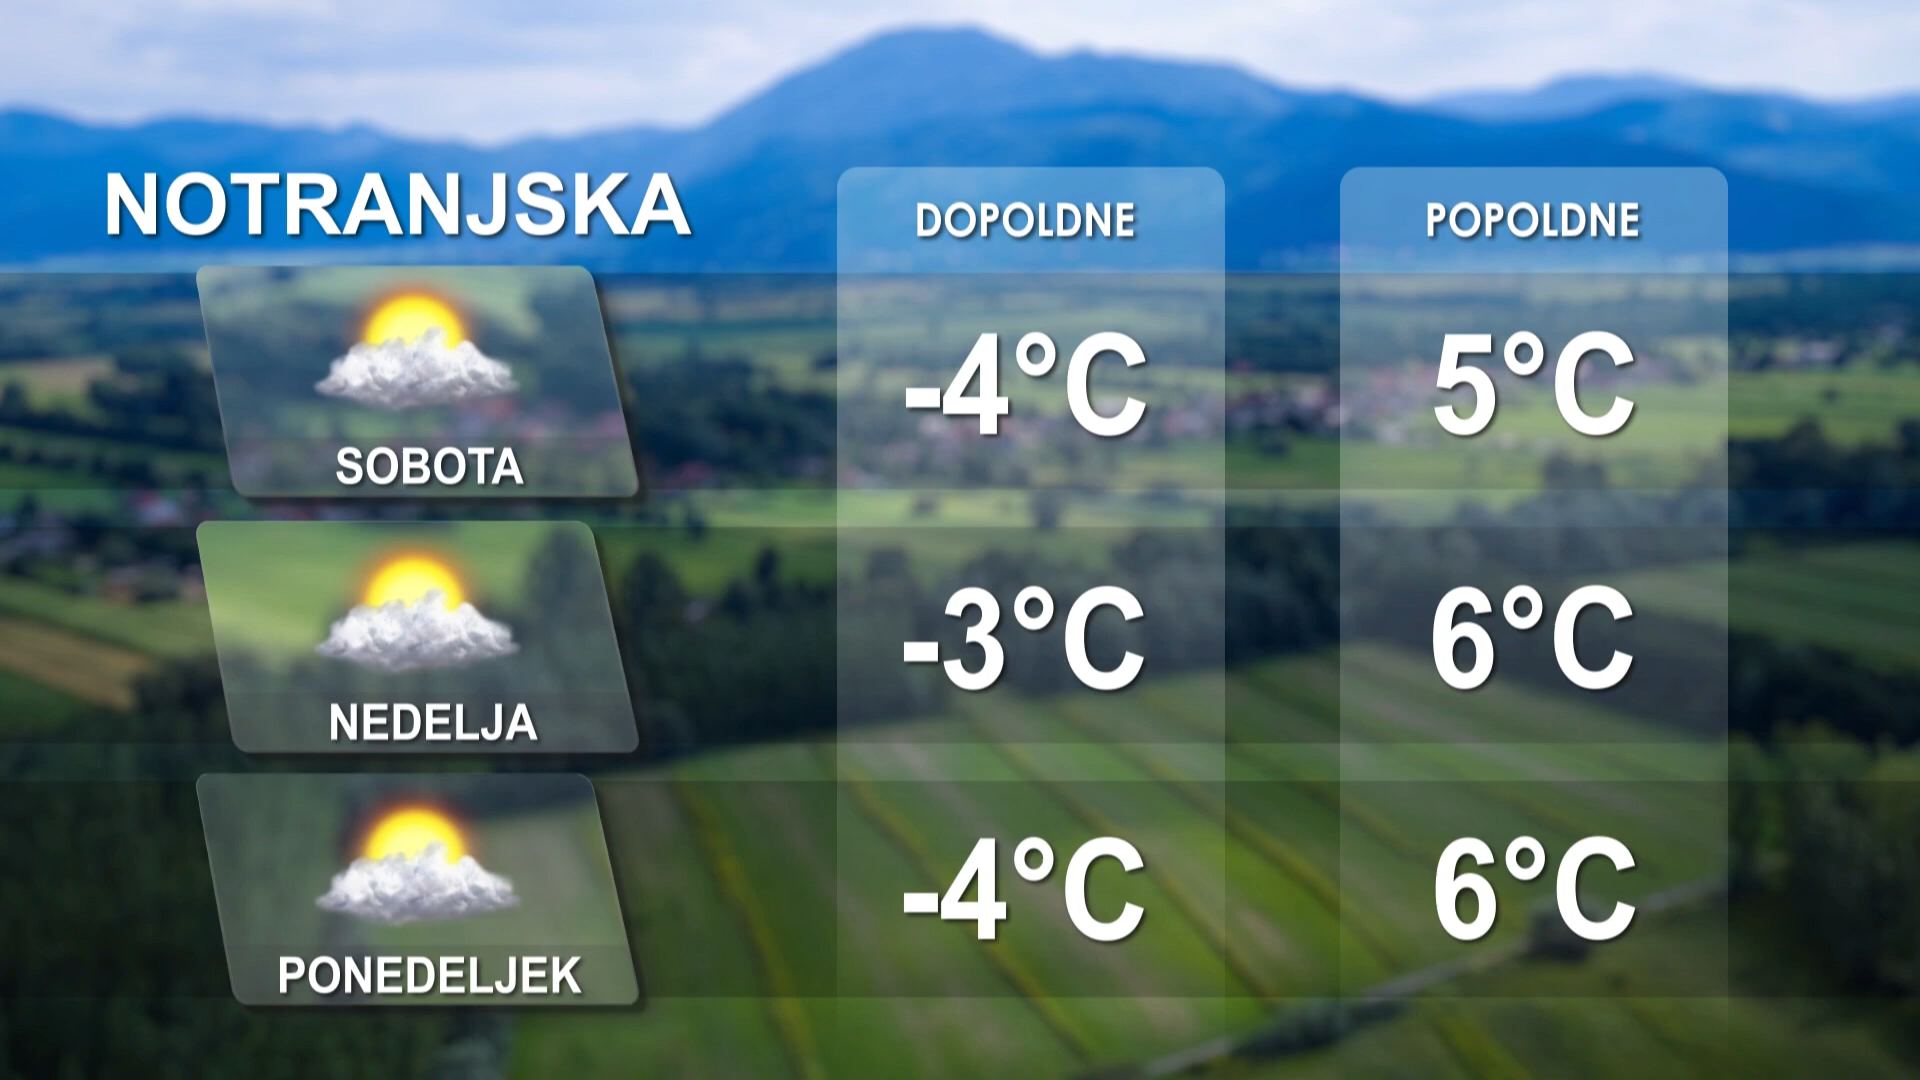 NOTRANJSKA
DOPOLDNE POPOLDNE
-4°C 5°C
SOBOTA
-3°C 6°C
NEDELJA
-4°C 6°C
PONEDELJEK